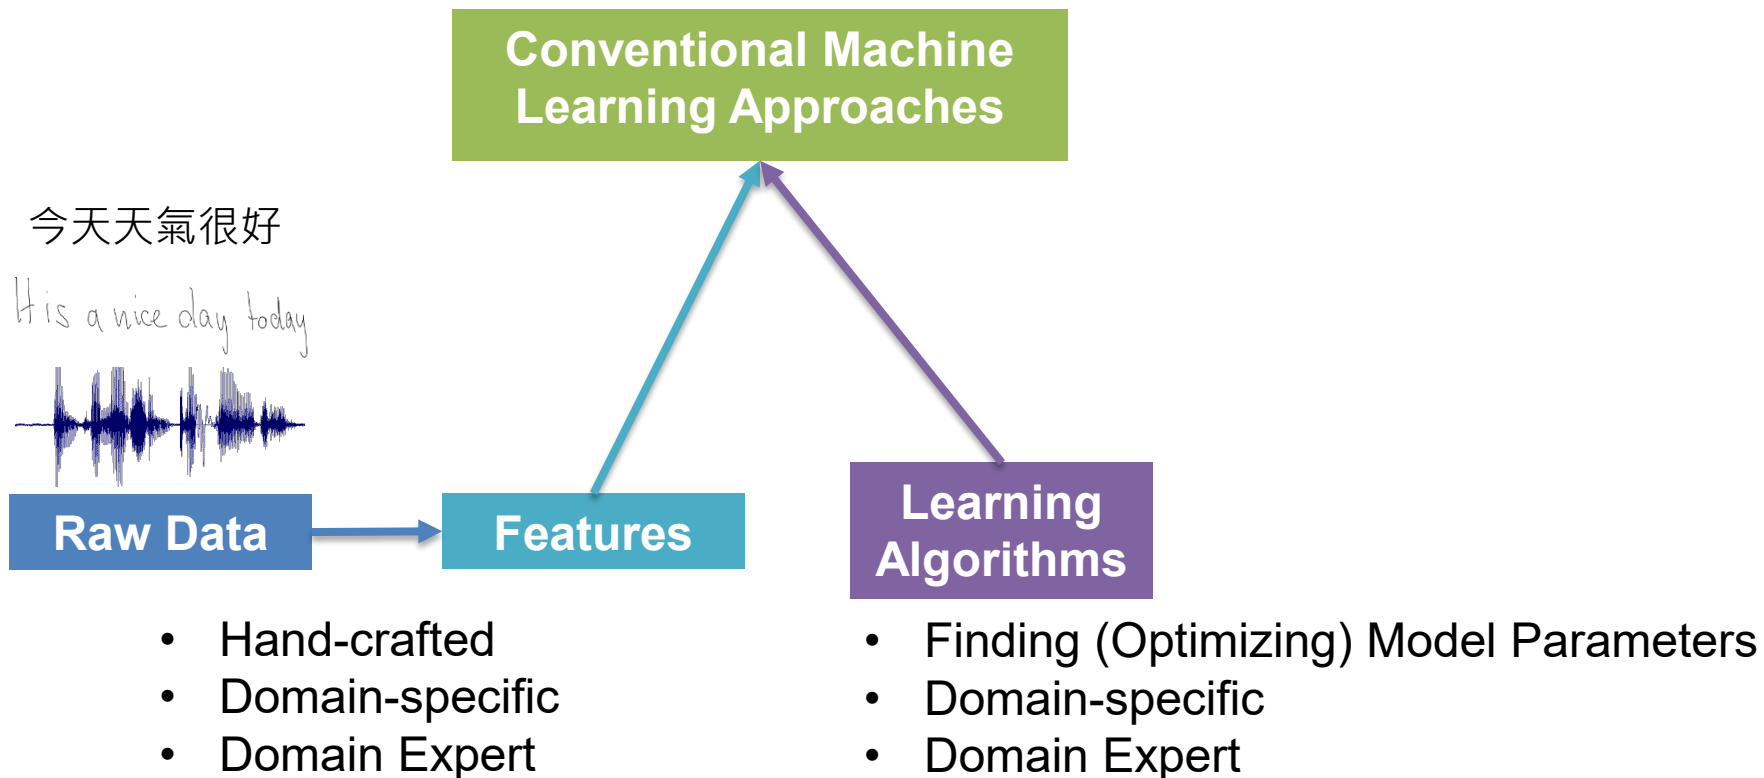 Conventional Machine
Learning Approaches
今天天氣很好
It is a nice day today
Raw Data
Features
Learning
Algorithms
• Hand-crafted
• Domain-specific
• Domain Expert
• Finding (Optimizing) Model Parameters
• Domain-specific
• Domain Expert